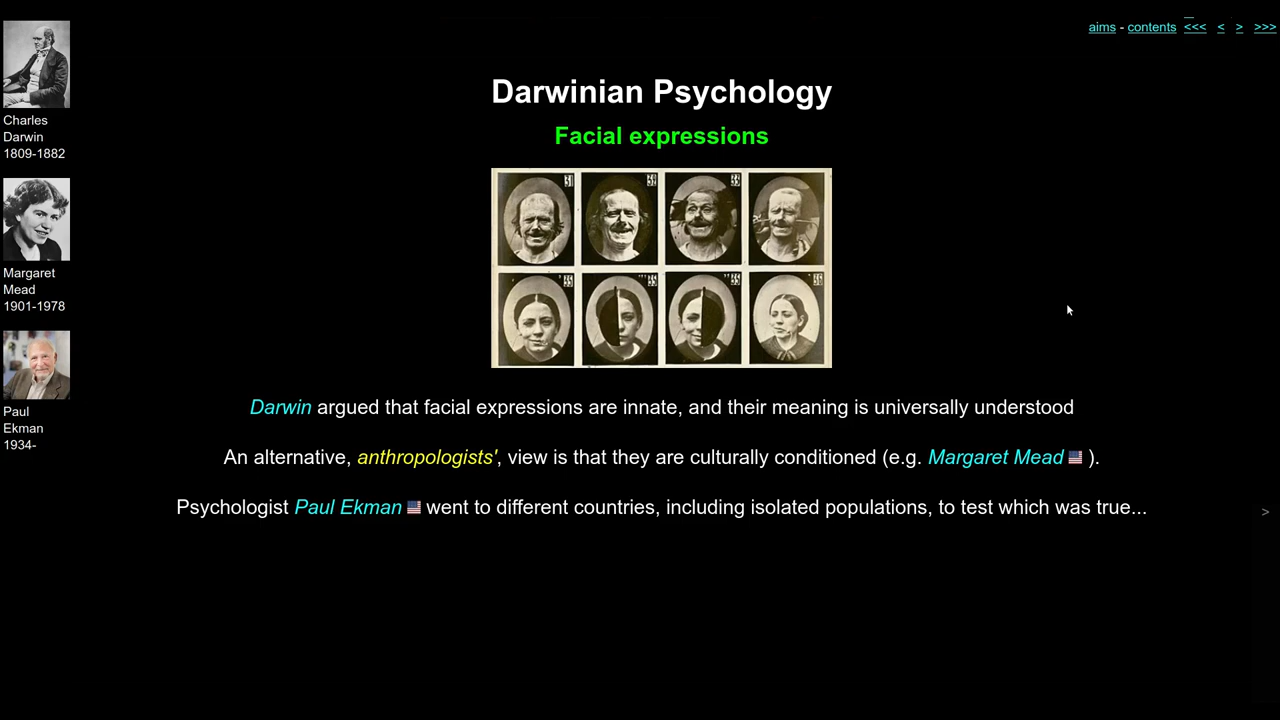 aims - contents <<< < > >>>
Darwinian Psychology
Facial expressions
Charles
Darwin
1809-1882
Margaret
Mead
1901-1978
Paul
Ekman
1934-
Darwin argued that facial expressions are innate, and their meaning is universally understood
An alternative, anthropologists', view is that they are culturally conditioned (e.g. Margaret Mead ).
Psychologist Paul Ekman went to different countries, including isolated populations, to test which was true...
>